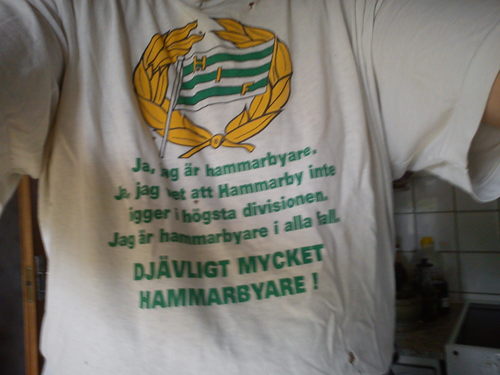 H I F
Ja, jag är hammarbyare.
Ja, jag vet att Hammarby inte
ligger i högsta divisionen.
Jag är hammarbyare i alla fall.
DJÄVLIGT MYCKET
HAMMARBYARE !